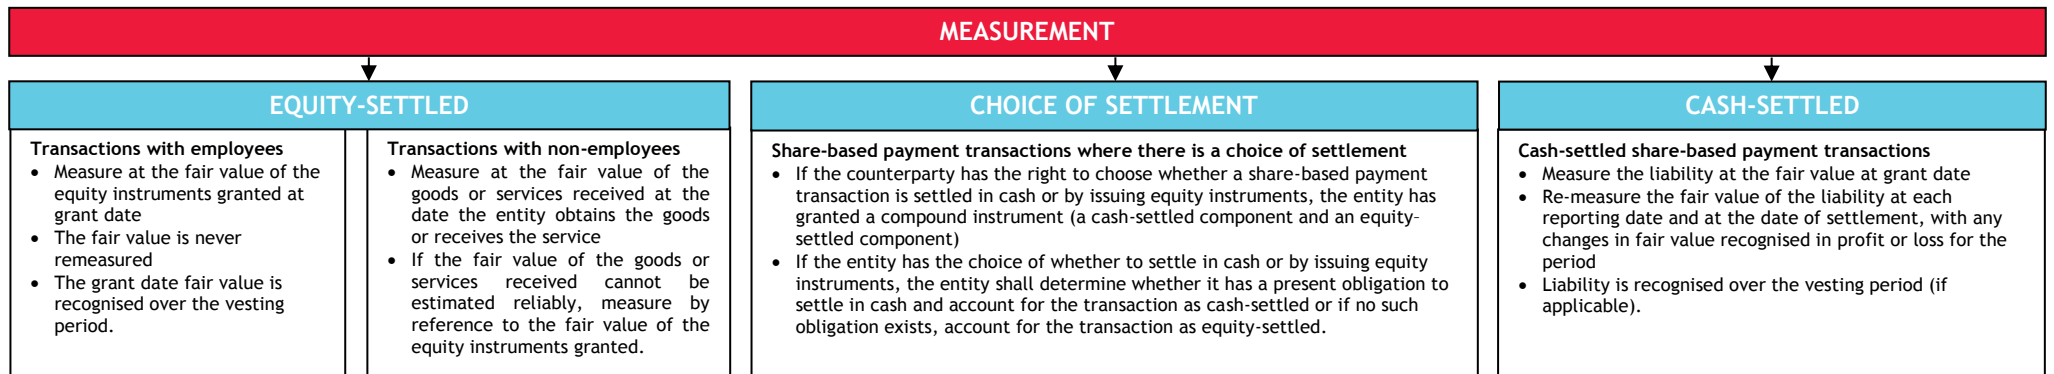 MEASUREMENT
EQUITY-SETTLED
Transactions with employees
• Measure at the fair value of the
equity instruments granted at
grant date
• The fair value is never
remeasured
• The grant date fair value is
recognised over the vesting
period.
Transactions with non-employees
• Measure at the fair value of the
goods or services received at the
date the entity obtains the goods
or receives the service
• If the fair value of the goods or
services received cannot be
estimated reliably, measure by
reference to the fair value of the
equity instruments granted.
CHOICE OF SETTLEMENT
Share-based payment transactions where there is a choice of settlement
• If the counterparty has the right to choose whether a share-based payment
transaction is settled in cash or by issuing equity instruments, the entity has
granted a compound instrument (a cash-settled component and an equity-
settled component)
• If the entity has the choice of whether to settle in cash or by issuing equity
instruments, the entity shall determine whether it has a present obligation to
settle in cash and account for the transaction as cash-settled or if no such
obligation exists, account for the transaction as equity-settled.
CASH-SETTLED
Cash-settled share-based payment transactions
• Measure the liability at the fair value at grant date
• Re-measure the fair value of the liability at each
reporting date and at the date of settlement, with any
changes in fair value recognised in profit or loss for the
period
• Liability is recognised over the vesting period (if
applicable).